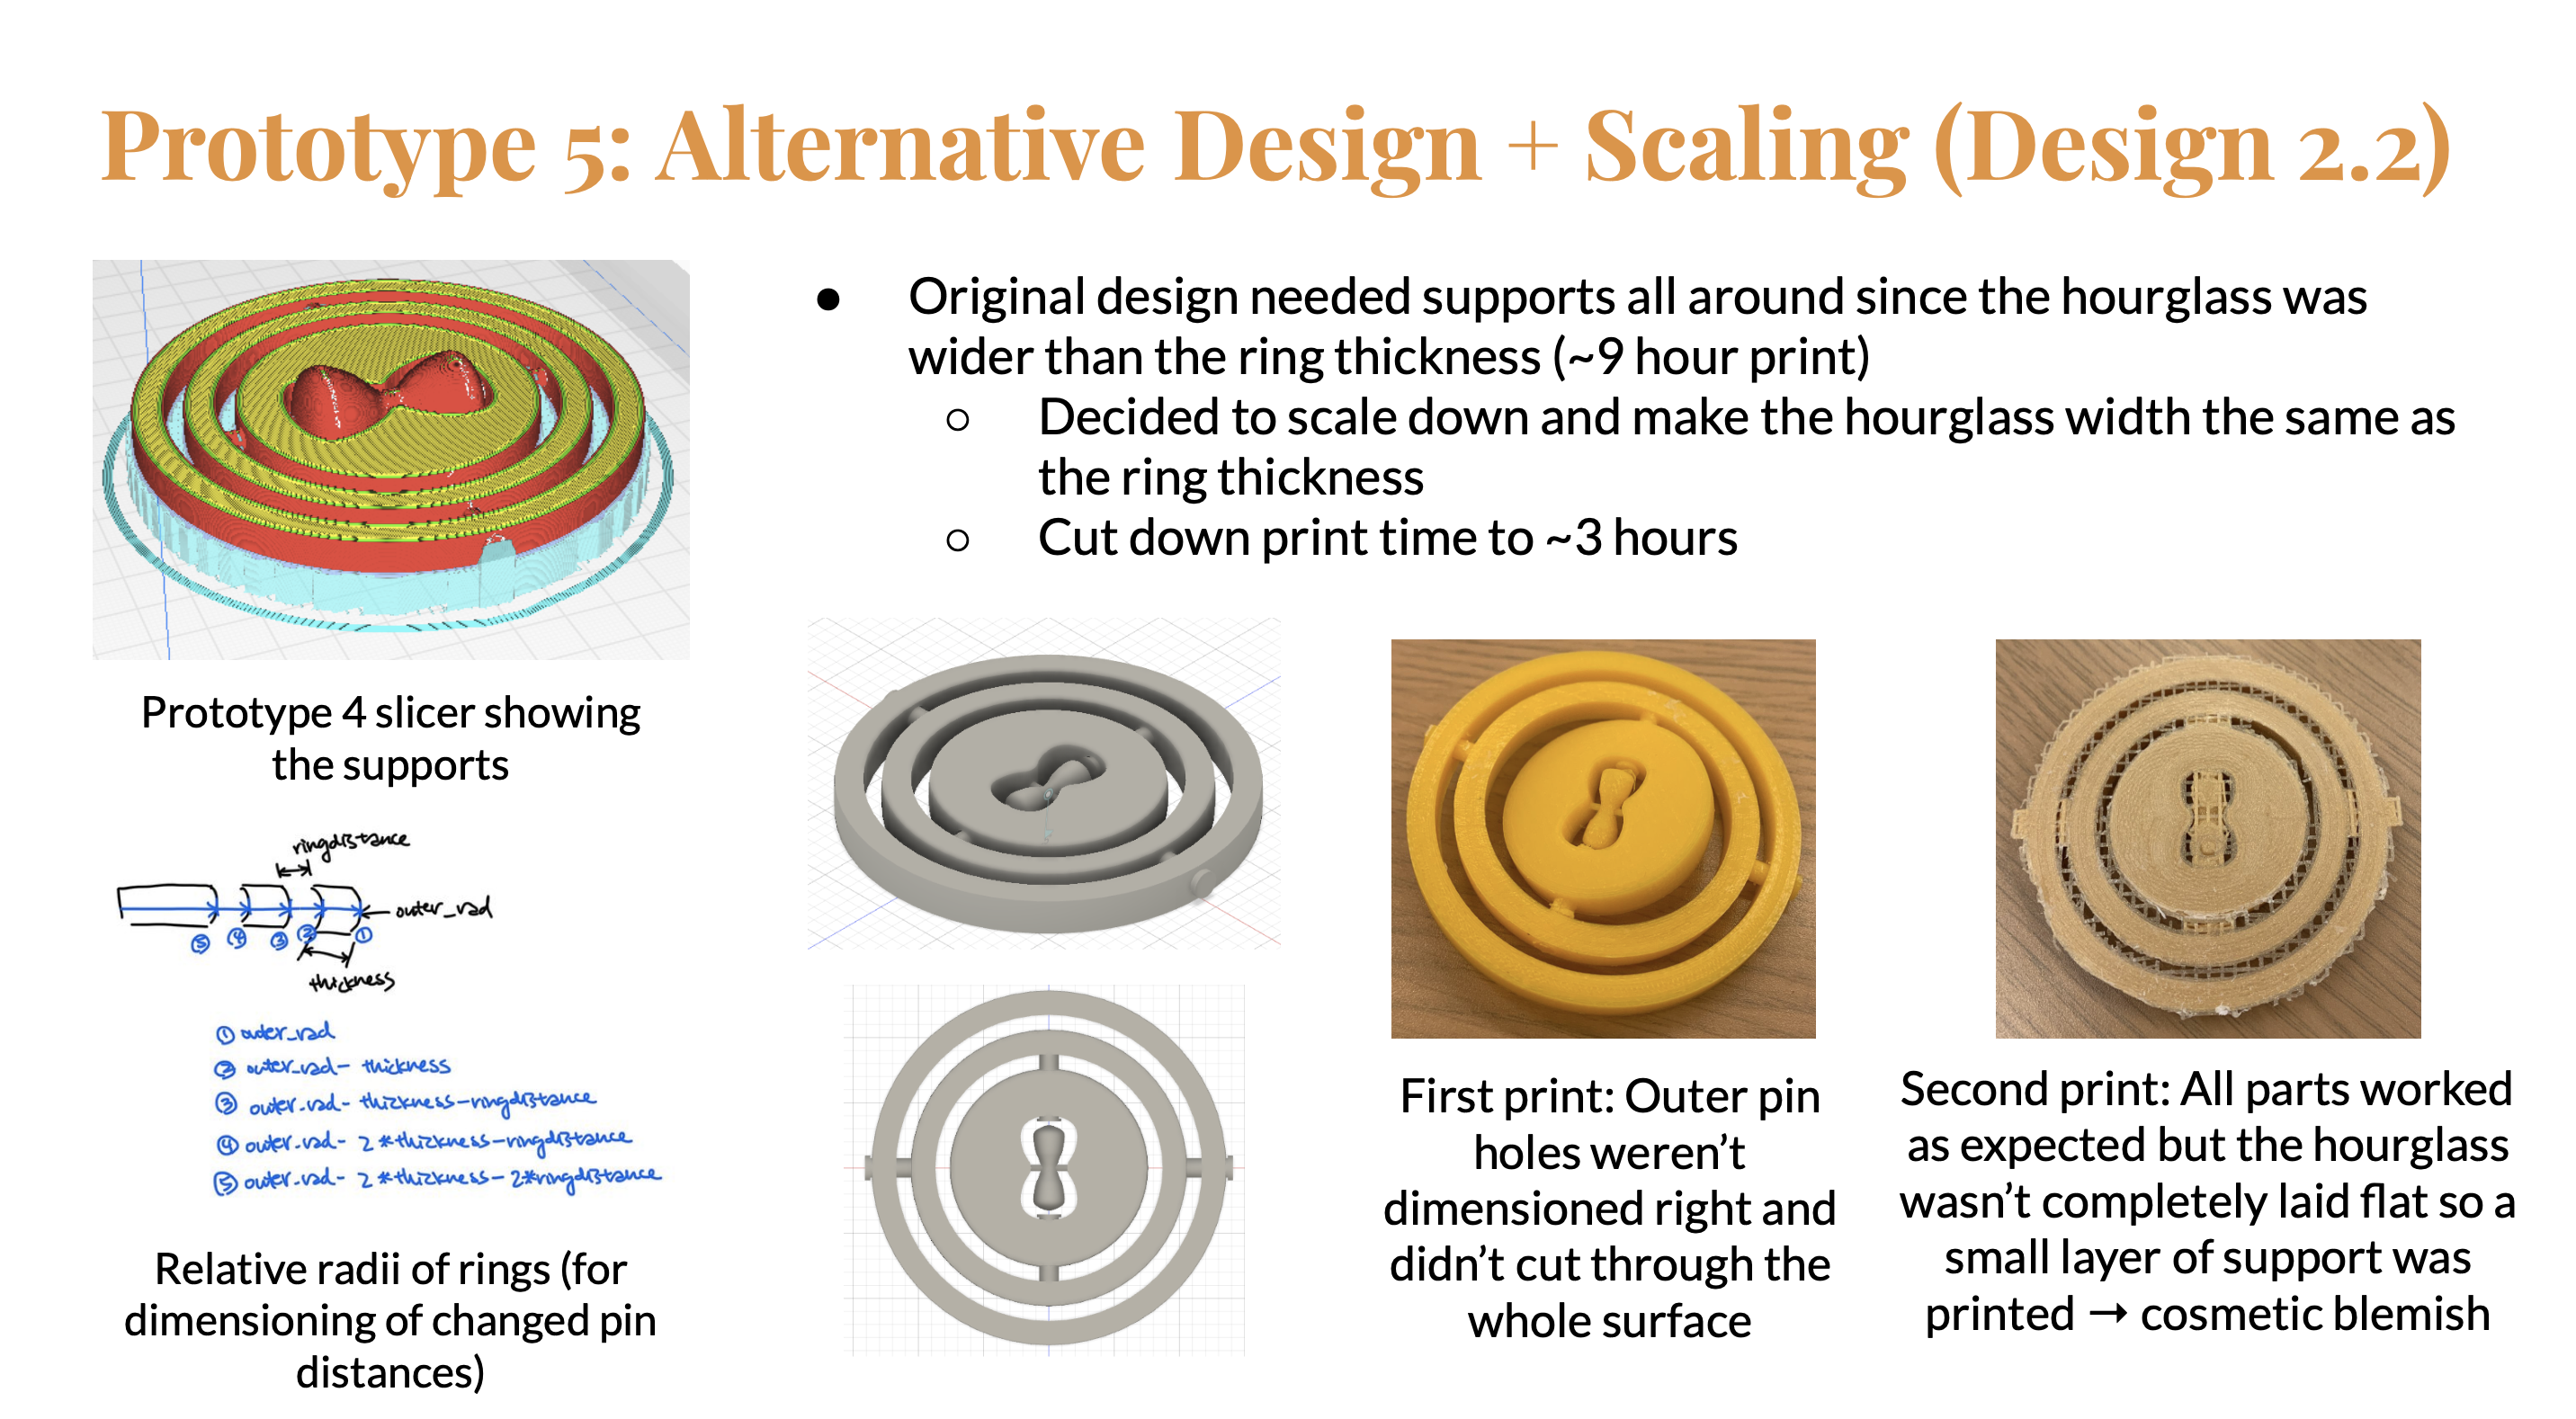 Prototype 5: Alternative Design + Scaling (Design 2.2)
● Original design needed supports all around since the hourglass was
wider than the ring thickness (~9 hour print)
○ Decided to scale down and make the hourglass width the same as
the ring thickness
○ Cut down print time to ~3 hours
Prototype 4 slicer showing
the supports
ringdistance
outer_rad
⑤ ④ ③ ② ①
thickness
① outer_rad
② outer_rad- thickness
③ outer_rad- thickness-ringdistance
④ outer_rad- 2*thickness-ringdistance
⑤ outer_rad- 2*thickness-2*ringdistance
Relative radii of rings (for
dimensioning of changed pin
distances)
First print: Outer pin
holes weren’t
dimensioned right and
didn’t cut through the
whole surface
Second print: All parts worked
as expected but the hourglass
wasn’t completely laid flat so a
small layer of support was
printed → cosmetic blemish